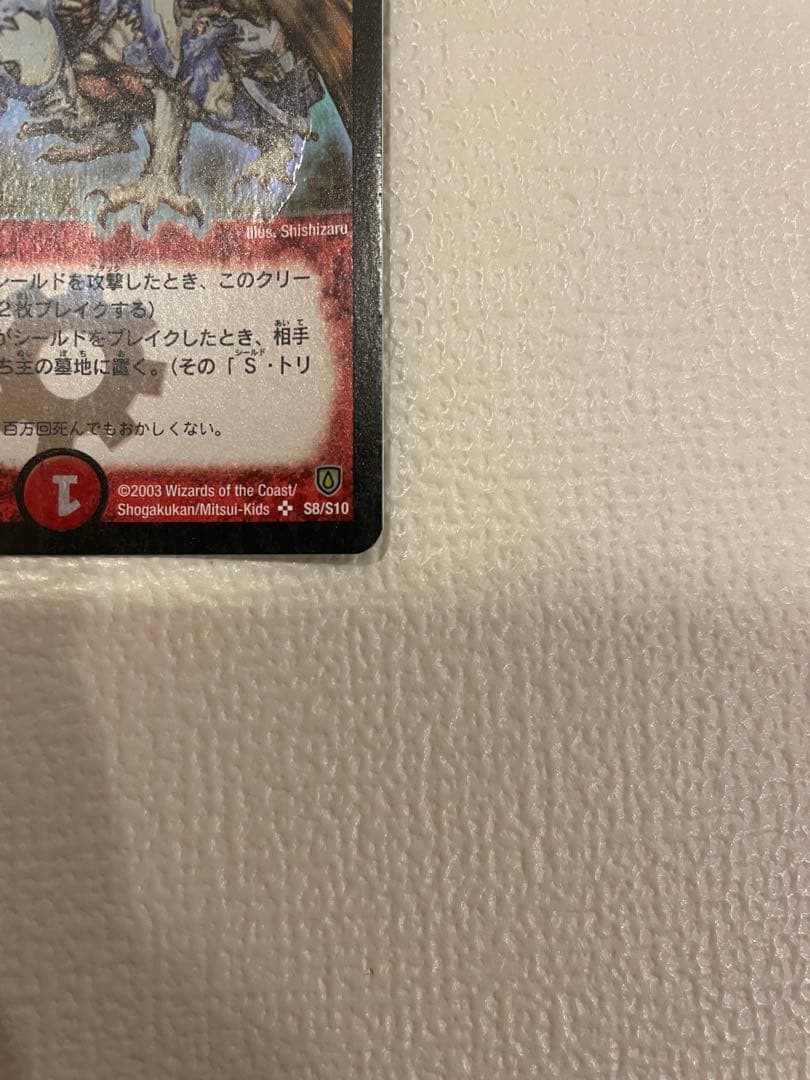 Illus. Shishizaru
シールドを攻撃したとき、このクリー
２枚ブレイクする）
がシールドをブレイクしたとき、相手
ち主の墓地に置く。（その「S・トリ
百万回死んでもおかしくない。
1
©2003 Wizards of the Coast/
Shogakukan/Mitsui-Kids S8/S10